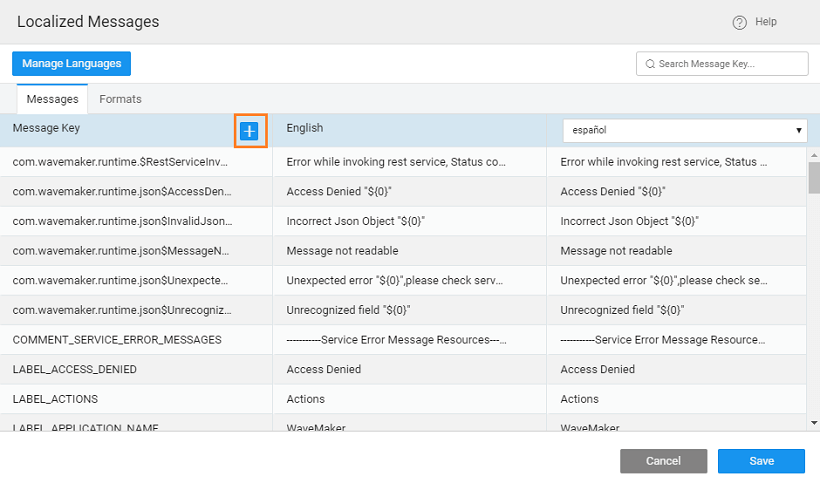 Localized Messages
Help
Manage Languages
Search Message Key...
Messages Formats
Message Key English español
com.wavemaker.runtime.$RestServiceInv... Error while invoking rest service, Status co... Error while invoking rest service, Status ...
com.wavemaker.runtime.json$AccessDen... Access Denied "${0}" Access Denied "${0}"
com.wavemaker.runtime.json$InvalidJson... Incorrect Json Object "${0}" Incorrect Json Object "${0}"
com.wavemaker.runtime.json$MessageN... Message not readable Message not readable
com.wavemaker.runtime.json$Unexpecte... Unexpected error "${0}",please check serv... Unexpected error "${0}",please check se...
com.wavemaker.runtime.json$Unrecogniz... Unrecognized field "${0}" Unrecognized field "${0}"
COMMENT_SERVICE_ERROR_MESSAGES -----------Service Error Message Resources---... -----------Service Error Message Resource...
LABEL_ACCESS_DENIED Access Denied Access Denied
LABEL_ACTIONS Actions Actions
LABEL_APPLICATION_NAME WaveMaker WaveMaker
Cancel Save